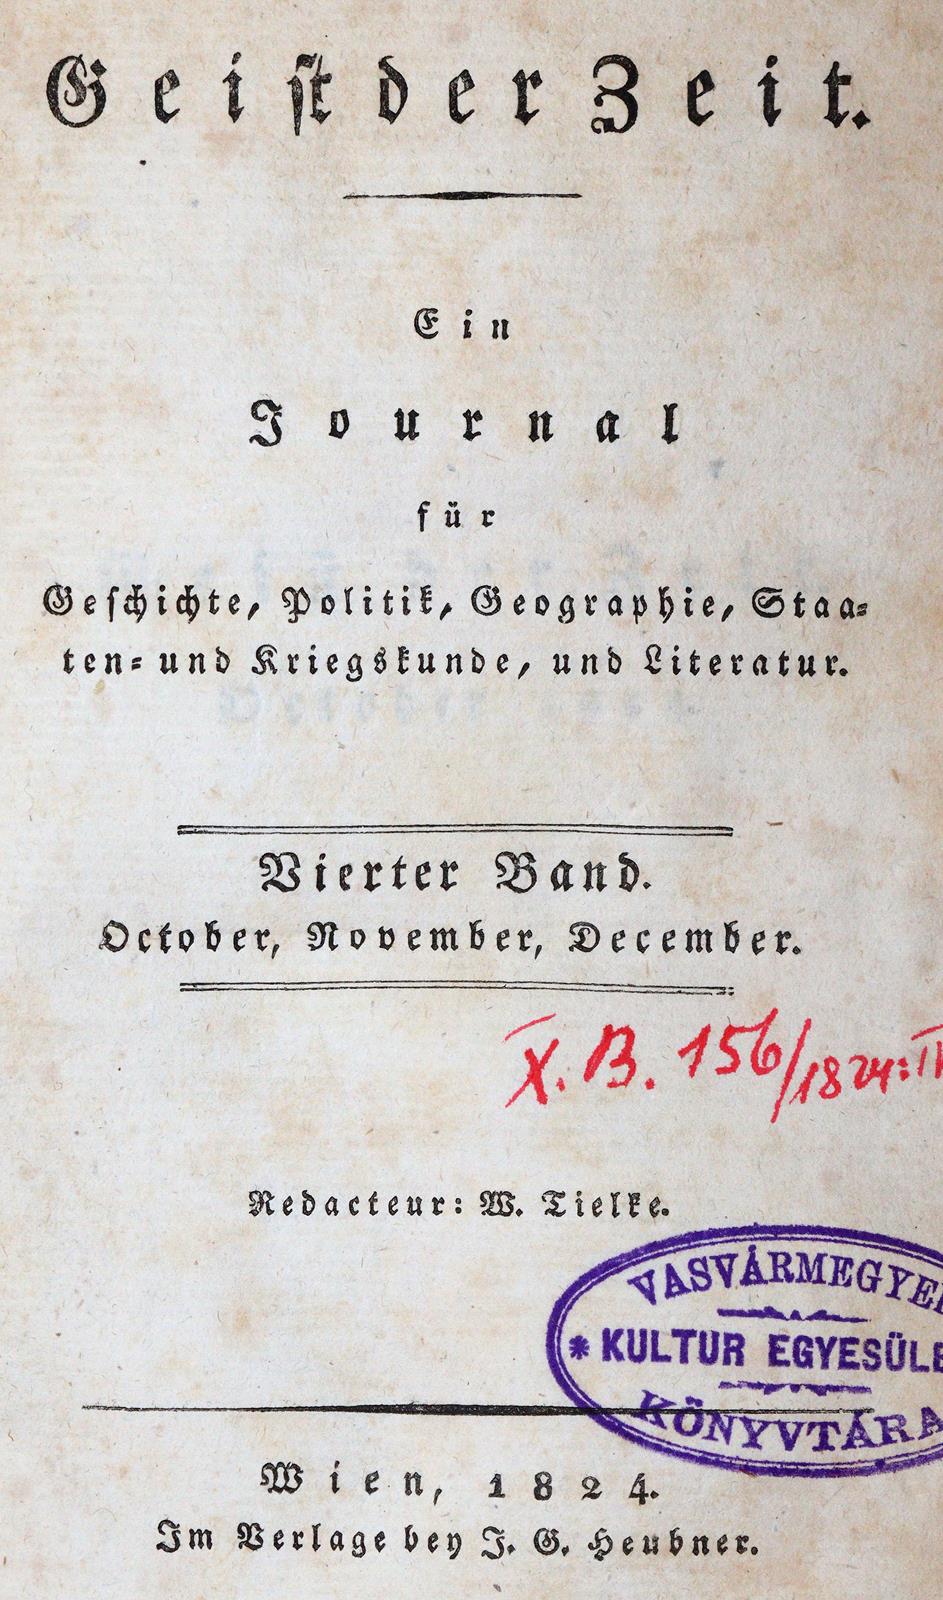 Geist der Zeit.
Ein
Journal
für
Geschichte, Politik, Geographie, Staa-
ten- und Kriegskunde, und Literatur.
Vierter Band.
October, November, December.
X. B. 156/1824:
Redacteur: W. Tielke.
VASVÁRMEGYE
* KULTUR EGYESÜLE
KÖNYVTÁRA
Wien, 1824.
Im Verlage bey J. G. Heubner.